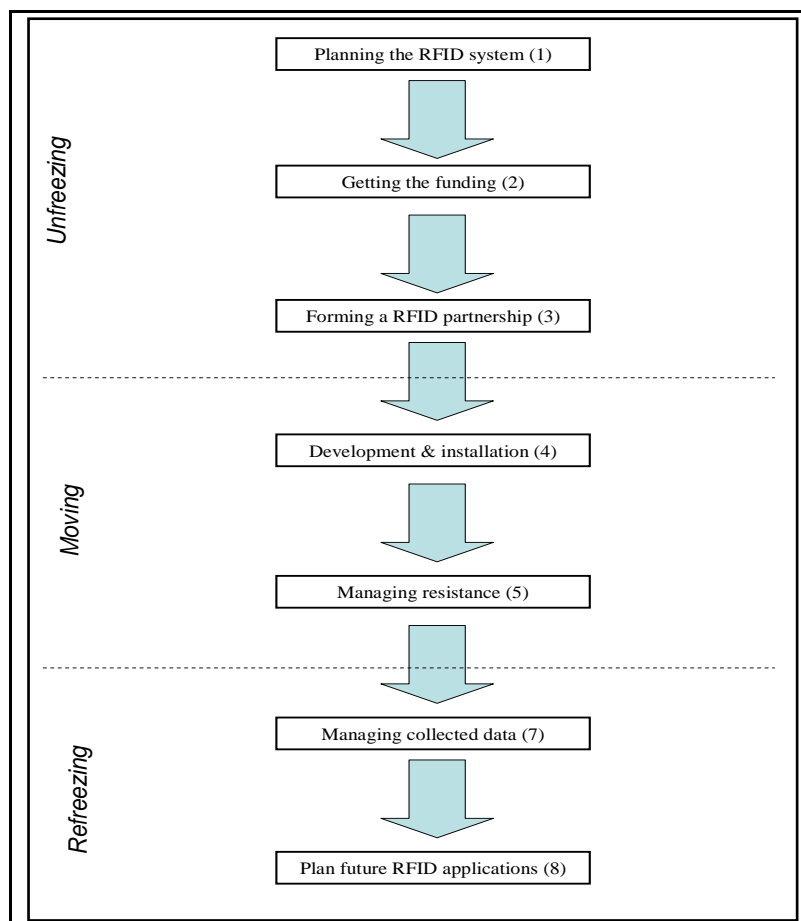 Planning the RFID system (1)
Unfreezing
Getting the funding (2)
Forming a RFID partnership (3)
Development & installation (4)
Moving
Managing resistance (5)
Managing collected data (7)
Refreezing
Plan future RFID applications (8)